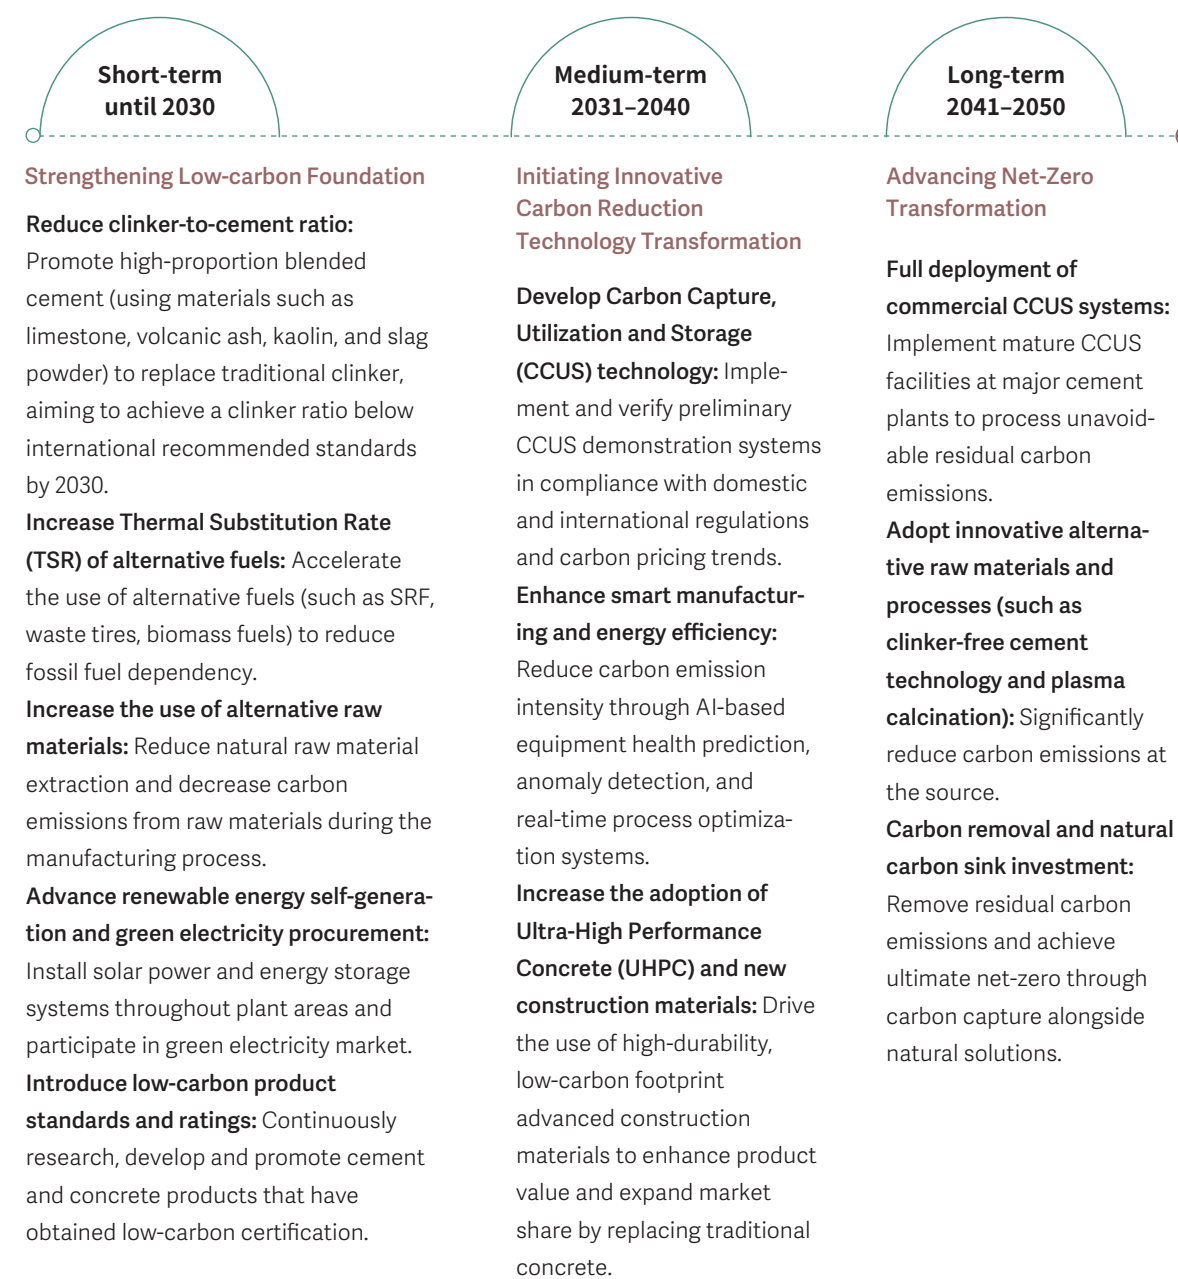 Short-term
until 2030
Strengthening Low-carbon Foundation
Reduce clinker-to-cement ratio:
Promote high-proportion blended
cement (using materials such as
limestone, volcanic ash, kaolin, and slag
powder) to replace traditional clinker,
aiming to achieve a clinker ratio below
international recommended standards
by 2030.
Increase Thermal Substitution Rate
(TSR) of alternative fuels: Accelerate
the use of alternative fuels (such as SRF,
waste tires, biomass fuels) to reduce
fossil fuel dependency.
Increase the use of alternative raw
materials: Reduce natural raw material
extraction and decrease carbon
emissions from raw materials during the
manufacturing process.
Advance renewable energy self-genera-
tion and green electricity procurement:
Install solar power and energy storage
systems throughout plant areas and
participate in green electricity market.
Introduce low-carbon product
standards and ratings: Continuously
research, develop and promote cement
and concrete products that have
obtained low-carbon certification.
Medium-term
2031–2040
Initiating Innovative
Carbon Reduction
Technology Transformation
Develop Carbon Capture,
Utilization and Storage
(CCUS) technology: Imple-
ment and verify preliminary
CCUS demonstration systems
in compliance with domestic
and international regulations
and carbon pricing trends.
Enhance smart manufactur-
ing and energy efficiency:
Reduce carbon emission
intensity through AI-based
equipment health prediction,
anomaly detection, and
real-time process optimiza-
tion systems.
Increase the adoption of
Ultra-High Performance
Concrete (UHPC) and new
construction materials: Drive
the use of high-durability,
low-carbon footprint
advanced construction
materials to enhance product
value and expand market
share by replacing traditional
concrete.
Long-term
2041–2050
Advancing Net-Zero
Transformation
Full deployment of
commercial CCUS systems:
Implement mature CCUS
facilities at major cement
plants to process unavoid-
able residual carbon
emissions.
Adopt innovative alterna-
tive raw materials and
processes (such as
clinker-free cement
technology and plasma
calcination): Significantly
reduce carbon emissions at
the source.
Carbon removal and natural
carbon sink investment:
Remove residual carbon
emissions and achieve
ultimate net-zero through
carbon capture alongside
natural solutions.